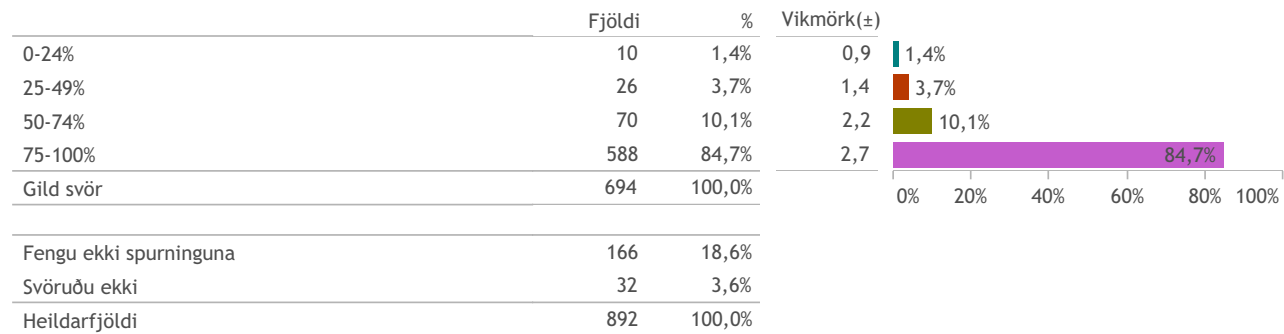 Fjöldi % Vikmörk(±)
0-24% 10 1,4% 0,9 1,4%
25-49% 26 3,7% 1,4 3,7%
50-74% 70 10,1% 2,2 10,1%
75-100% 588 84,7% 2,7 84,7%
Gild svör 694 100,0%
0% 20% 40% 60% 80% 100%
Fengu ekki spurninguna 166 18,6%
Svöruðu ekki 32 3,6%
Heildarfjöldi 892 100,0%